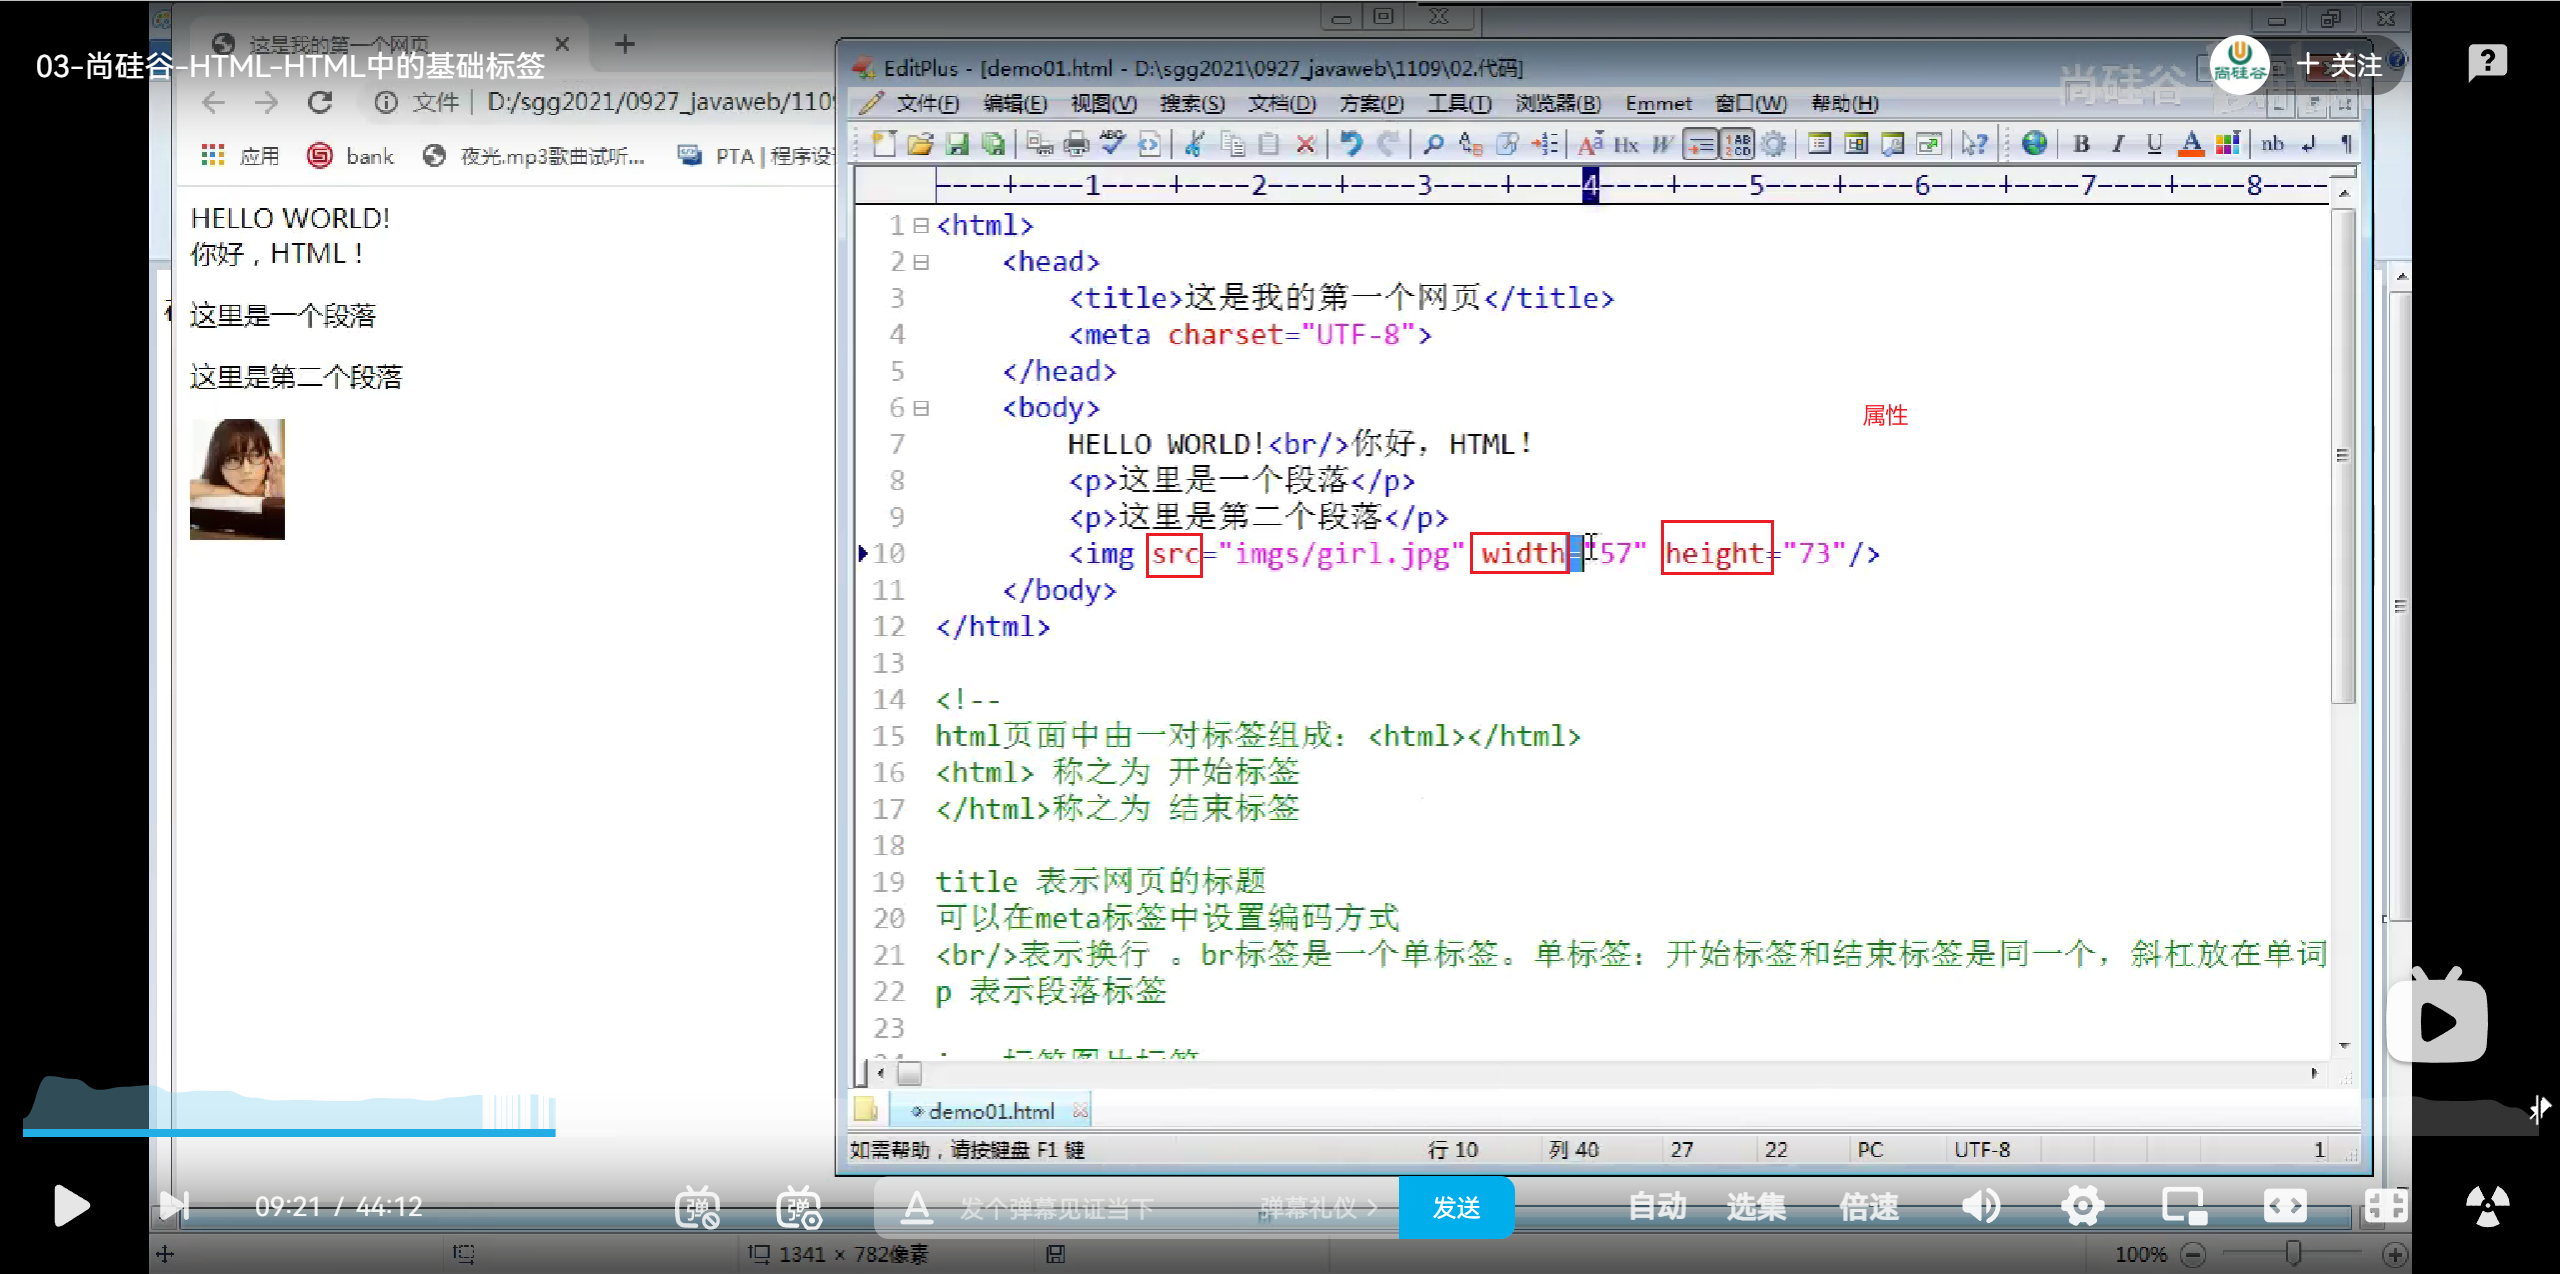 这是我的第一个网页
03-尚硅谷-HTML-HTML中的基础标签
文件 | D:/sgg2021/0927_javaweb/110
应用 bank 夜光.mp3歌曲试听... PTA | 程序设
HELLO WORLD!
你好，HTML！
这里是一个段落
这里是第二个段落
EditPlus - [demo01.html - D:\sgg2021\0927_javaweb\1109\02.代码]
尚硅谷
尚硅谷
+ 关注
文件(F) 编辑(E) 视图(V) 搜索(S) 文档(D) 方案(P) 工具(T) 浏览器(B) Emmet 窗口(W) 帮助(H)
Hx W B I U A nb
----+----1----+----2----+----3----+----4----+----5----+----6----+----7----+----8----
1 <html>
2 <head>
3 <title>这是我的第一个网页</title>
4 <meta charset="UTF-8">
5 </head>
6 <body>
属性
7 HELLO WORLD!<br/>你好，HTML！
8 <p>这里是一个段落</p>
9 <p>这里是第二个段落</p>
10 <img src="imgs/girl.jpg" width="57" height="73"/>
11 </body>
12 </html>
13
14 <!--
15 html页面中由一对标签组成：<html></html>
16 <html> 称之为 开始标签
17 </html>称之为 结束标签
18
19 title 表示网页的标题
20 可以在meta标签中设置编码方式
21 <br/>表示换行 。br标签是一个单标签。单标签：开始标签和结束标签是同一个，斜杠放在单词
22 p 表示段落标签
23
demo01.html
如需帮助，请按键盘 F1 键 行 10 列 40 27 22 PC UTF-8 1
09:21 / 44:12 弹 弹 A 发个弹幕见证当下 弹幕礼仪 > 发送 自动 选集 倍速
1341 × 782像素 100%